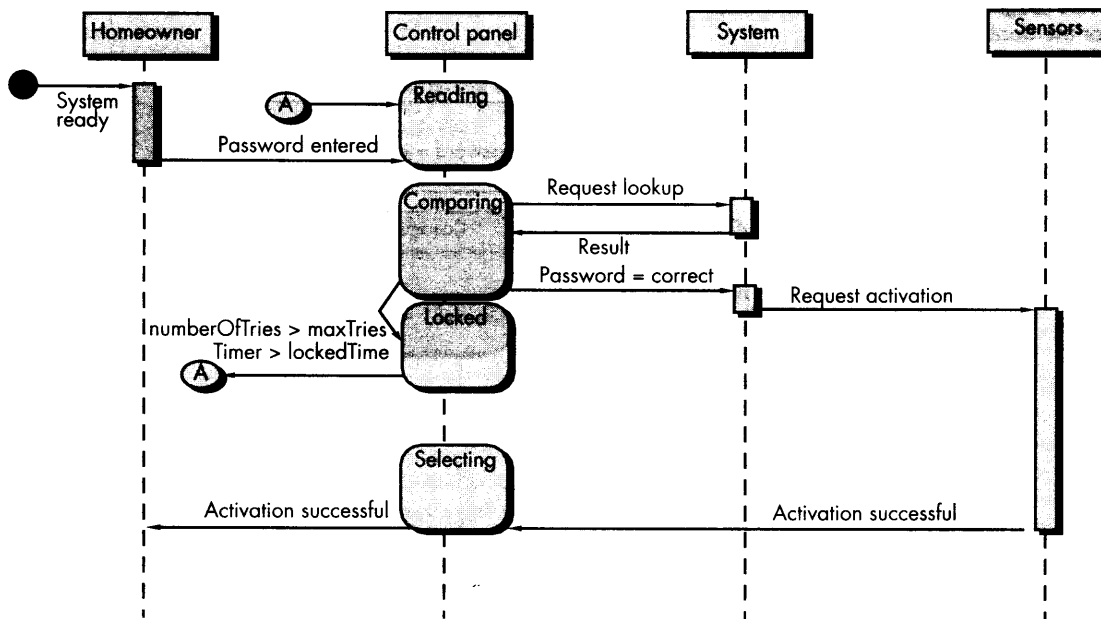 Homeowner
Control panel
System
Sensors
System
ready
A
Reading
Password entered
Comparing
Request lookup
Result
Password = correct
Request activation
Locked
numberOfTries > maxTries
Timer > lockedTime
A
Selecting
Activation successful
Activation successful